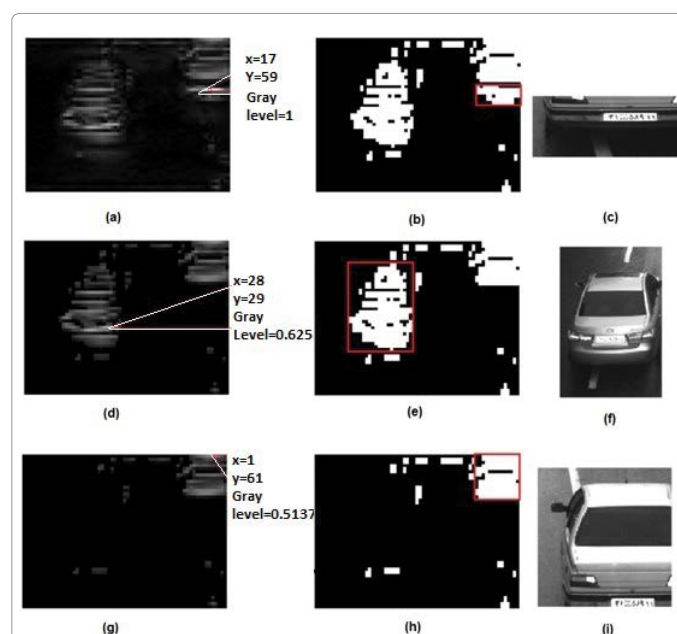 x=17
Y=59
Gray
level=1
(a)
(b)
(c)
x=28
y=29
Gray
Level=0.625
(d)
(e)
(f)
x=1
y=61
Gray
level=0.5137
(g)
(h)
(i)